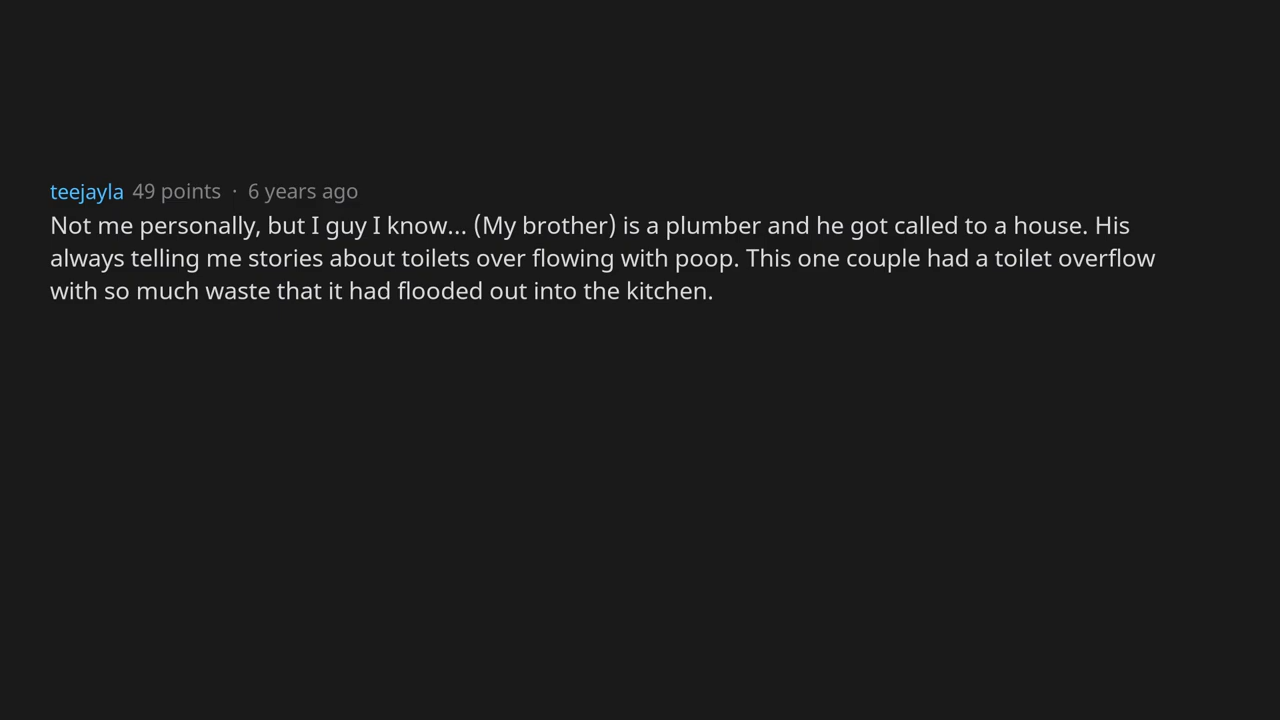 teejayla 49 points · 6 years ago
Not me personally, but I guy I know... (My brother) is a plumber and he got called to a house. His
always telling me stories about toilets over flowing with poop. This one couple had a toilet overflow
with so much waste that it had flooded out into the kitchen.